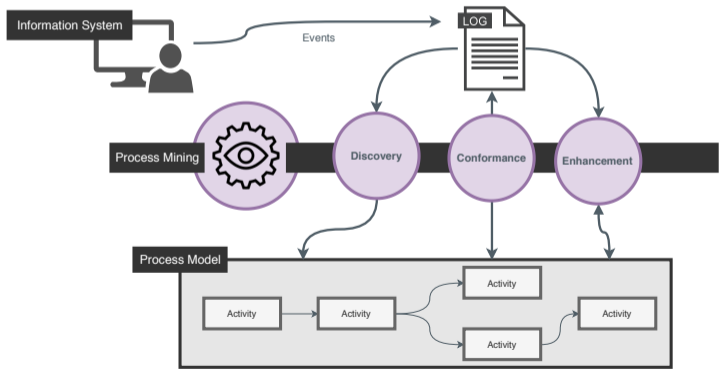 Information System
LOG
Events
Process Mining
Discovery
Conformance
Enhancement
Process Model
Activity
Activity
Activity
Activity
Activity